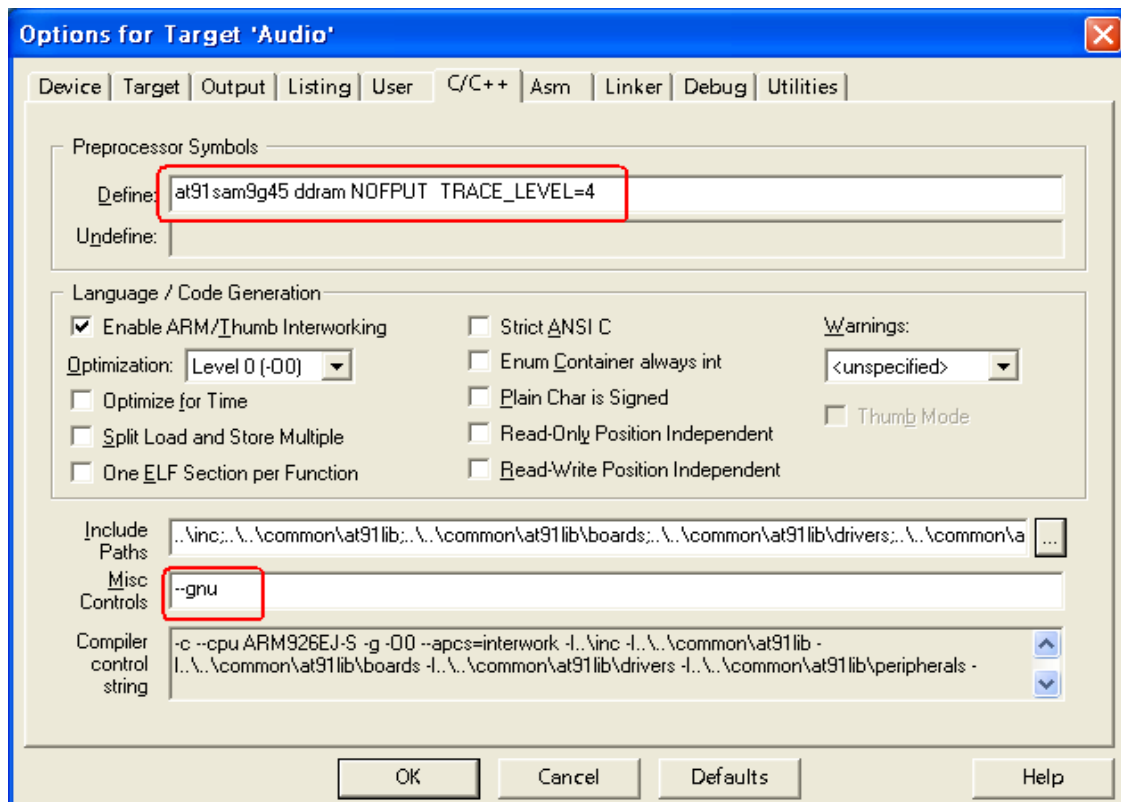 Options for Target 'Audio'
Device Target Output Listing User C/C++ Asm Linker Debug Utilities
Preprocessor Symbols
Define: at91sam9g45 ddram NOFPUT TRACE_LEVEL=4
Undefine:
Language / Code Generation
Enable ARM/Thumb Interworking Strict ANSI C Warnings:
Optimization: Level 0 (-O0) Enum Container always int <unspecified>
Optimize for Time Plain Char is Signed Thumb Mode
Split Load and Store Multiple Read-Only Position Independent
One ELF Section per Function Read-Write Position Independent
Include Paths ..\inc;..\..\common\at91lib;..\..\common\at91lib\boards;..\..\common\at91lib\drivers;..\..\common\a ...
Misc Controls --gnu
Compiler control string -c --cpu ARM926EJ-S -g -O0 --apcs=interwork -I..\inc -I..\..\common\at91lib -
I..\..\common\at91lib\boards -I..\..\common\at91lib\drivers -I..\..\common\at91lib\peripherals -
OK Cancel Defaults Help